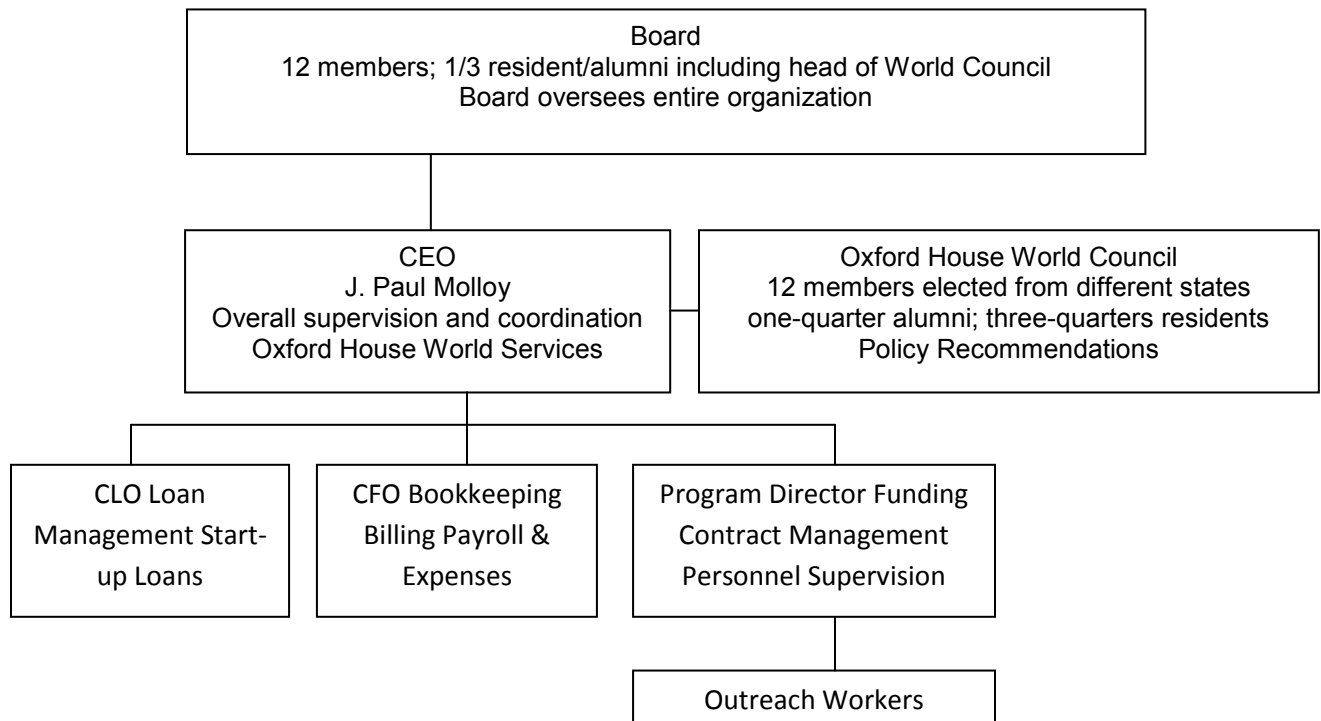 Board
12 members; 1/3 resident/alumni including head of World Council
Board oversees entire organization
CEO
J. Paul Molloy
Overall supervision and coordination
Oxford House World Services
Oxford House World Council
12 members elected from different states
one-quarter alumni; three-quarters residents
Policy Recommendations
CLO Loan
Management Start-
up Loans
CFO Bookkeeping
Billing Payroll &
Expenses
Program Director Funding
Contract Management
Personnel Supervision
Outreach Workers